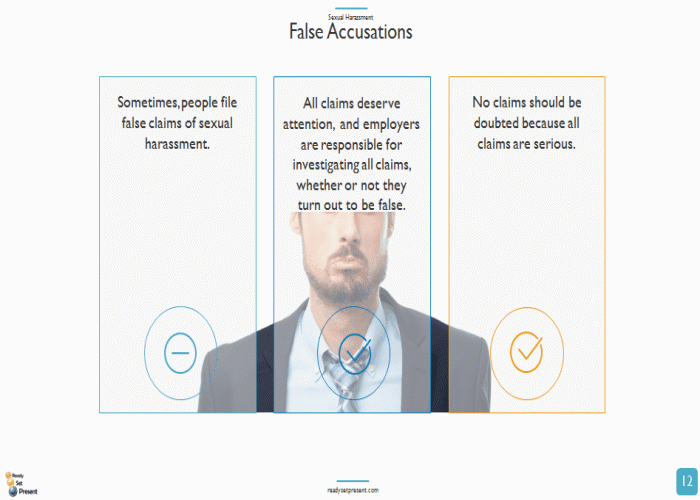 Sexual Harassment
False Accusations
Sometimes, people file
false claims of sexual
harassment.
All claims deserve
attention, and employers
are responsible for
investigating all claims,
whether or not they
turn out to be false.
No claims should be
doubted because all
claims are serious.
Ready
Set
Present
readysetpresent.com
12